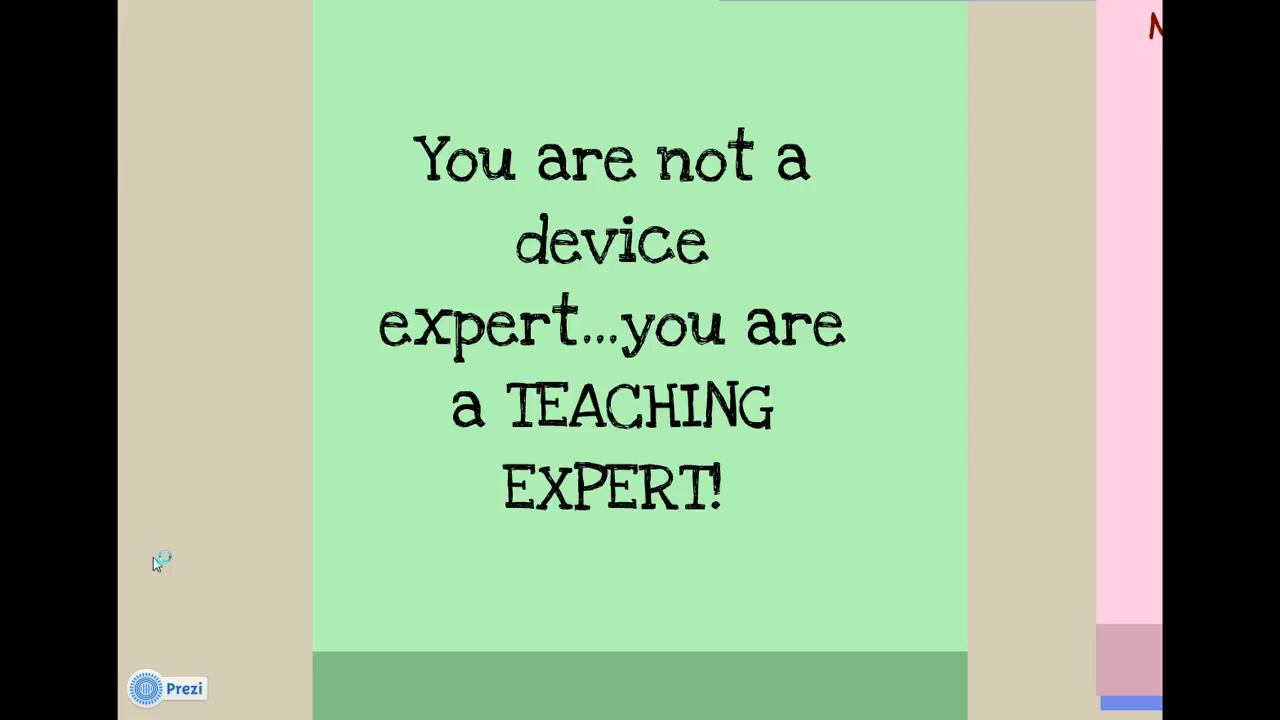 You are not a
device
expert...you are
a TEACHING
EXPERT!
Prezi